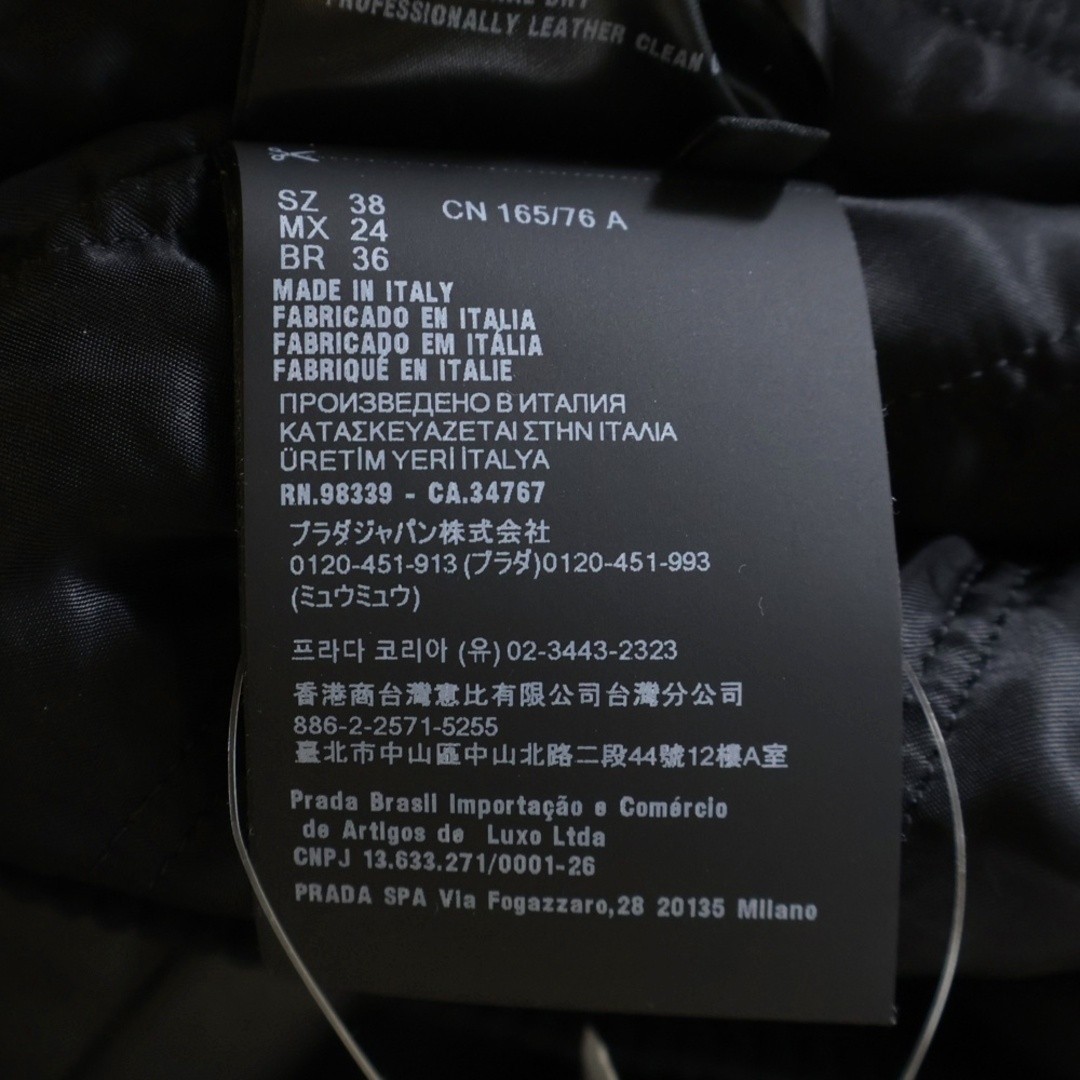 PROFESSIONALLY LEATHER CLEAN
SZ 38 CN 165/76 A
MX 24
BR 36
MADE IN ITALY
FABRICADO EN ITALIA
FABRICADO EM ITÁLIA
FABRIQUÉ EN ITALIE
ПРОИЗВЕДЕНО В ИТАЛИЯ
ΚΑΤΑΣΚΕΥΑΖΕΤΑΙ ΣΤΗΝ ΙΤΑΛΙΑ
ÜRETİM YERİ İTALYA
RN.98339 - CA.34767
プラダジャパン株式会社
0120-451-913 (プラダ)0120-451-993
(ミュウミュウ)
프라다 코리아 (유) 02-3443-2323
香港商台灣惠比有限公司台灣分公司
886-2-2571-5255
臺北市中山區中山北路二段44號12樓A室
Prada Brasil Importação e Comércio
de Artigos de Luxo Ltda
CNPJ 13.633.271/0001-26
PRADA SPA Via Fogazzaro,28 20135 Milano